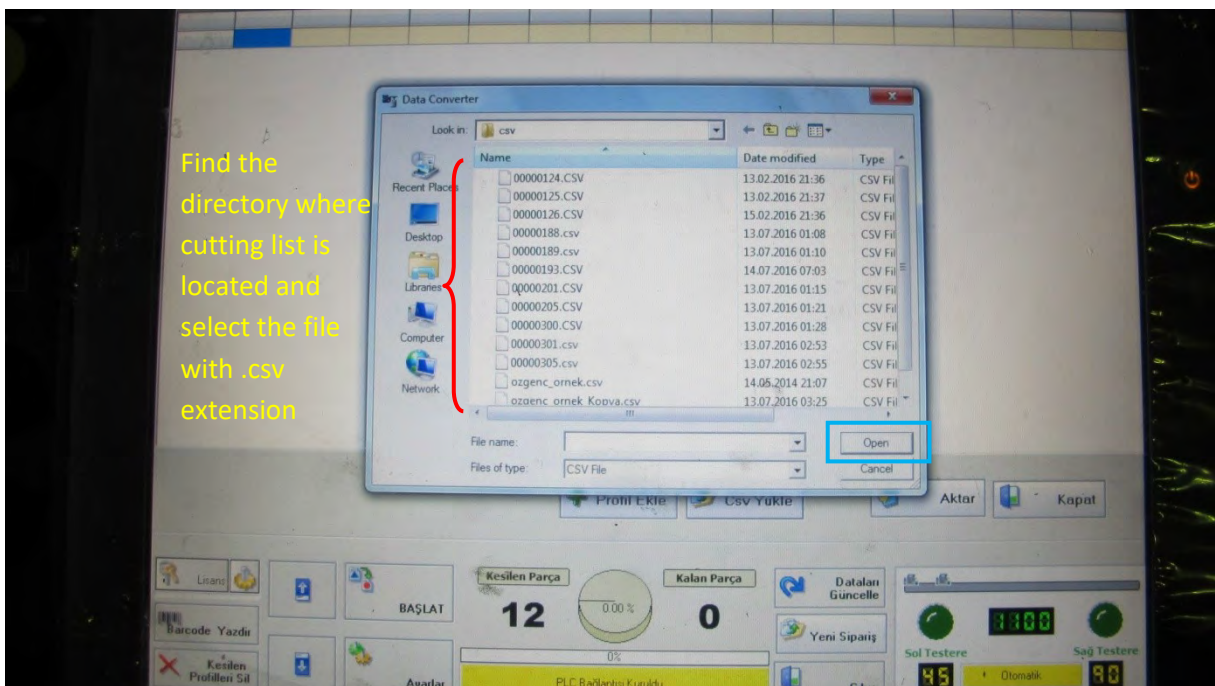 Data Converter
Look in: csv
Find the
directory where
cutting list is
located and
select the file
with .csv
extension
Recent Places
Desktop
Libraries
Computer
Network
Name Date modified Type
00000124.CSV 13.02.2016 21:36 CSV Fil
00000125.CSV 13.02.2016 21:37 CSV Fil
00000126.CSV 15.02.2016 21:36 CSV Fil
00000188.csv 13.07.2016 01:08 CSV Fil
00000189.csv 13.07.2016 01:10 CSV Fil
00000193.CSV 14.07.2016 07:03 CSV Fil
00000201.CSV 13.07.2016 01:15 CSV Fil
00000205.CSV 13.07.2016 01:21 CSV Fil
00000300.CSV 13.07.2016 01:28 CSV Fil
00000301.csv 13.07.2016 02:53 CSV Fil
00000305.csv 13.07.2016 02:55 CSV Fil
ozgenc_ornek.csv 14.05.2014 21:07 CSV Fil
ozgenc_ornek_Kopya.csv 13.07.2016 03:25 CSV Fil
File name: Open
Files of type: CSV File Cancel
Profil Ekle Csv Yükle Aktar Kapat
Lisans
BAŞLAT
Barcode Yazdır
Kesilen
Profilleri Sil
Ayarlar
Kesilen Parça Kalan Parça
12 0.00 % 0
0%
PLC Bağlantısı Kuruldu
Dataları
Güncelle
Yeni Sipariş
1100
Sol Testere Sağ Testere
45 Otomatik 90